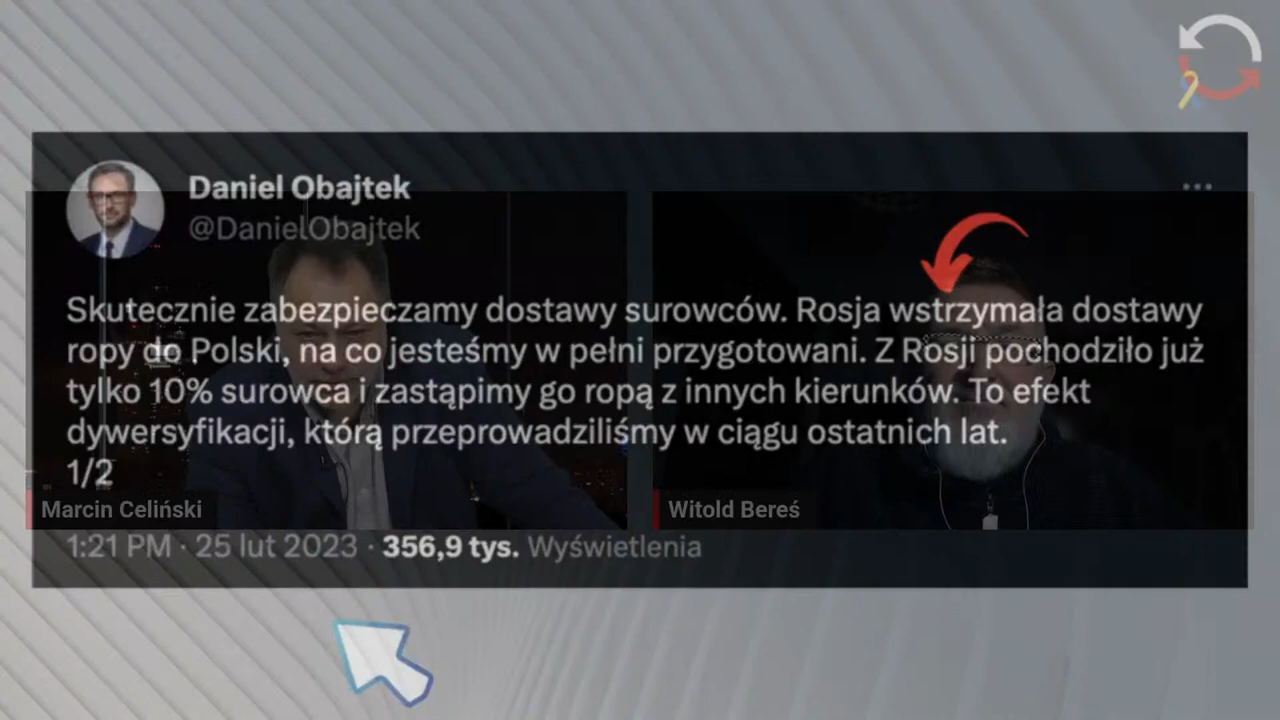 Daniel Obajtek
@DanielObajtek
Skutecznie zabezpieczamy dostawy surowców. Rosja wstrzymała dostawy
ropy do Polski, na co jesteśmy w pełni przygotowani. Z Rosji pochodziło już
tylko 10% surowca i zastąpimy go ropą z innych kierunków. To efekt
dywersyfikacji, którą przeprowadziliśmy w ciągu ostatnich lat.
1/2
Marcin Celiński
Witold Bereś
1:21 PM · 25 lut 2023 · 356,9 tys. Wyświetlenia